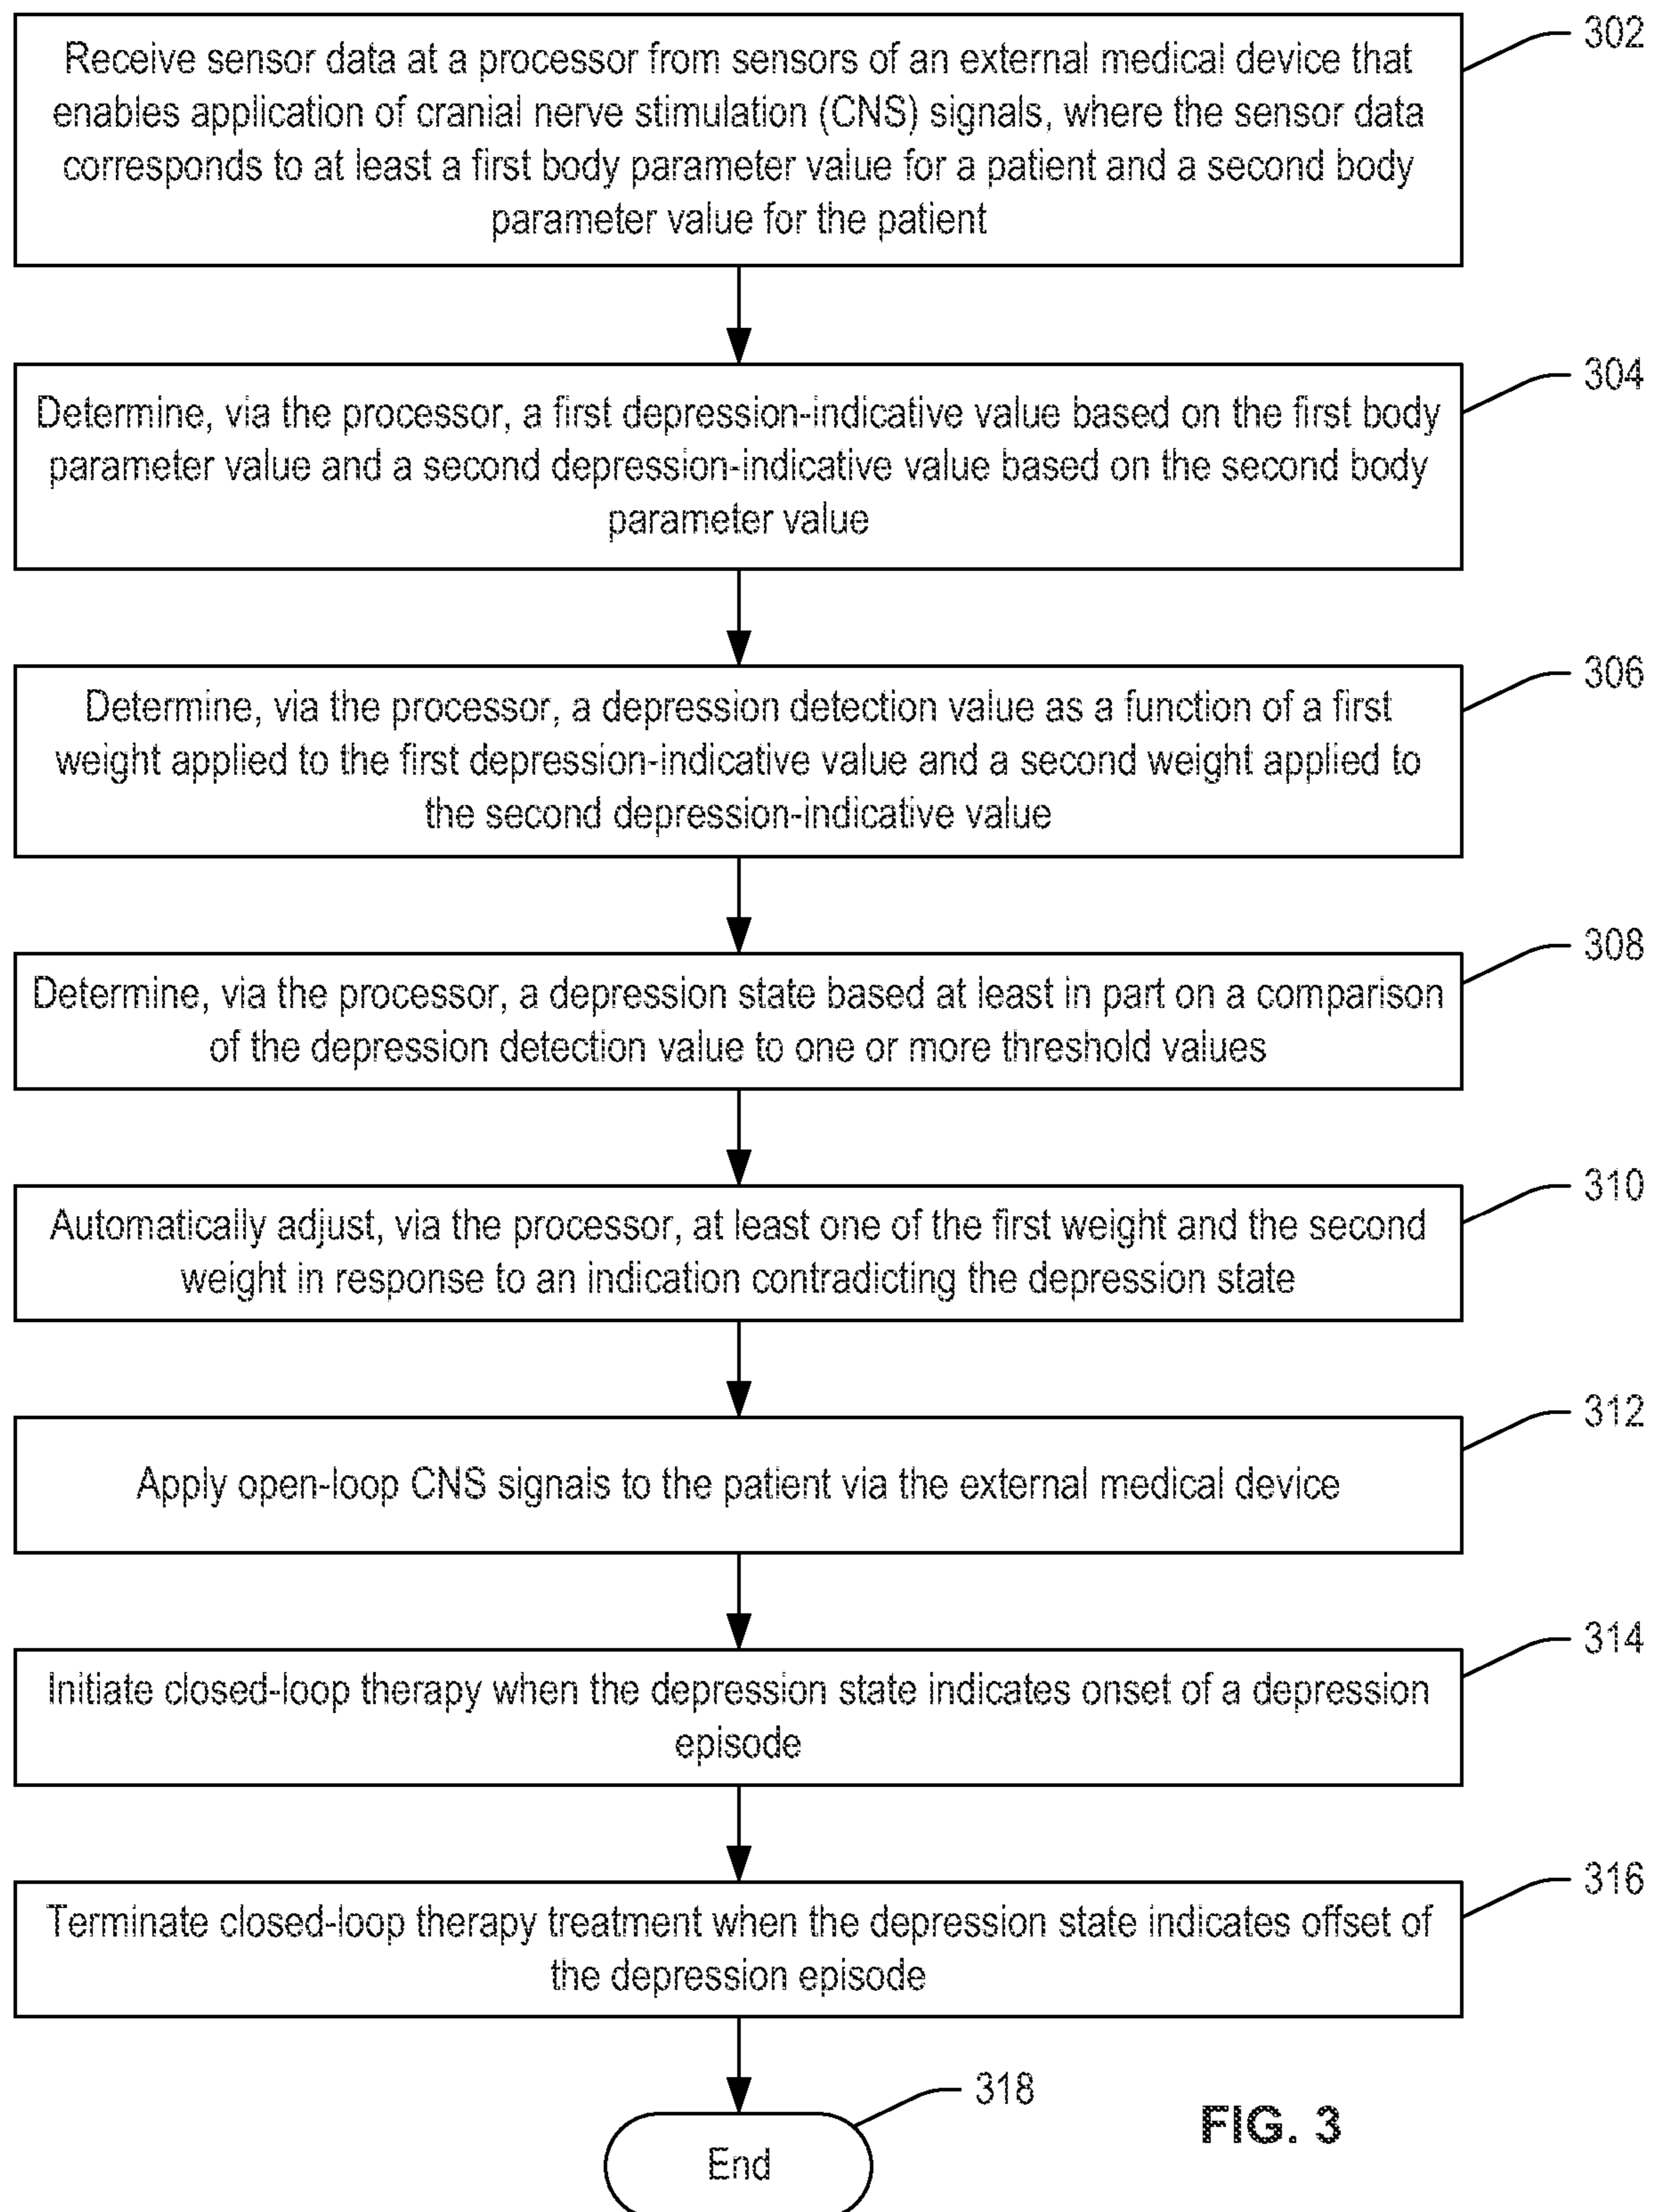 302
Receive sensor data at a processor from sensors of an external medical device that
enables application of cranial nerve stimulation (CNS) signals, where the sensor data
corresponds to at least a first body parameter value for a patient and a second body
parameter value for the patient
304
Determine, via the processor, a first depression-indicative value based on the first body
parameter value and a second depression-indicative value based on the second body
parameter value
306
Determine, via the processor, a depression detection value as a function of a first
weight applied to the first depression-indicative value and a second weight applied to
the second depression-indicative value
308
Determine, via the processor, a depression state based at least in part on a comparison
of the depression detection value to one or more threshold values
310
Automatically adjust, via the processor, at least one of the first weight and the second
weight in response to an indication contradicting the depression state
312
Apply open-loop CNS signals to the patient via the external medical device
314
Initiate closed-loop therapy when the depression state indicates onset of a depression
episode
316
Terminate closed-loop therapy treatment when the depression state indicates offset of
the depression episode
318
End
FIG. 3